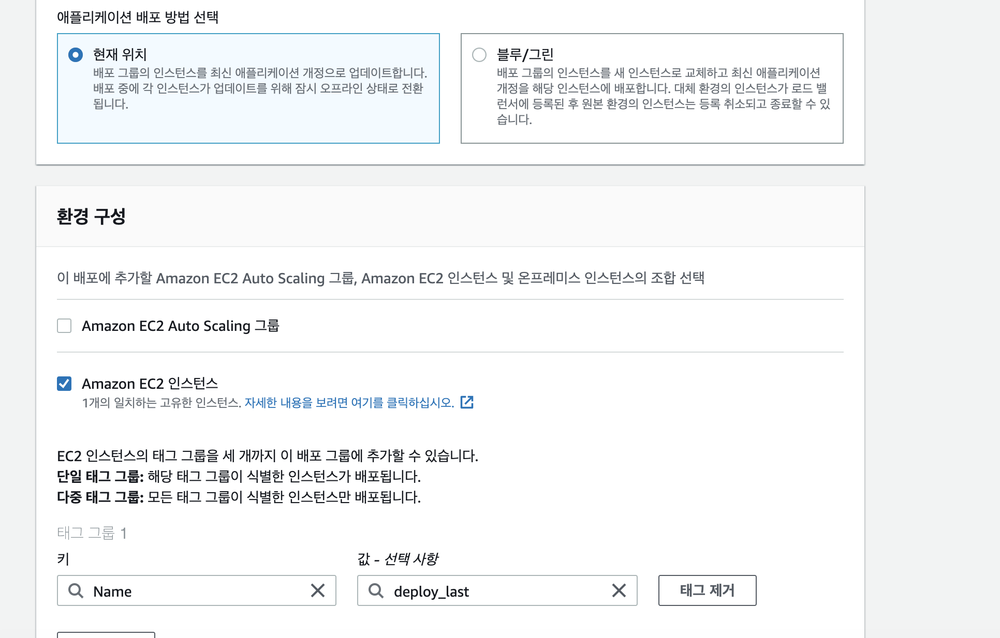 애플리케이션 배포 방법 선택
현재 위치
배포 그룹의 인스턴스를 최신 애플리케이션 개정으로 업데이트합니다.
배포 중에 각 인스턴스가 업데이트를 위해 잠시 오프라인 상태로 전환
됩니다.
블루/그린
배포 그룹의 인스턴스를 새 인스턴스로 교체하고 최신 애플리케이션
개정을 해당 인스턴스에 배포합니다. 대체 환경의 인스턴스가 로드 밸
런서에 등록된 후 원본 환경의 인스턴스는 등록 취소되고 종료할 수 있
습니다.
환경 구성
이 배포에 추가할 Amazon EC2 Auto Scaling 그룹, Amazon EC2 인스턴스 및 온프레미스 인스턴스의 조합 선택
Amazon EC2 Auto Scaling 그룹
Amazon EC2 인스턴스
1개의 일치하는 고유한 인스턴스. 자세한 내용을 보려면 여기를 클릭하십시오.
EC2 인스턴스의 태그 그룹을 세 개까지 이 배포 그룹에 추가할 수 있습니다.
단일 태그 그룹: 해당 태그 그룹이 식별한 인스턴스가 배포됩니다.
다중 태그 그룹: 모든 태그 그룹이 식별한 인스턴스만 배포됩니다.
태그 그룹 1
키
값 - 선택 사항
Name
deploy_last
태그 제거